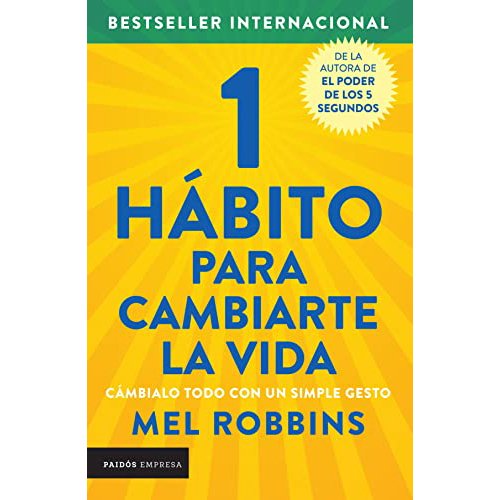 BESTSELLER INTERNACIONAL
DE LA
AUTORA DE
EL PODER
DE LOS 5
SEGUNDOS
1
HÁBITO
PARA
CAMBIARTE
LA VIDA
CÁMBIALO TODO CON UN SIMPLE GESTO
MEL ROBBINS
PAIDÓS EMPRESA